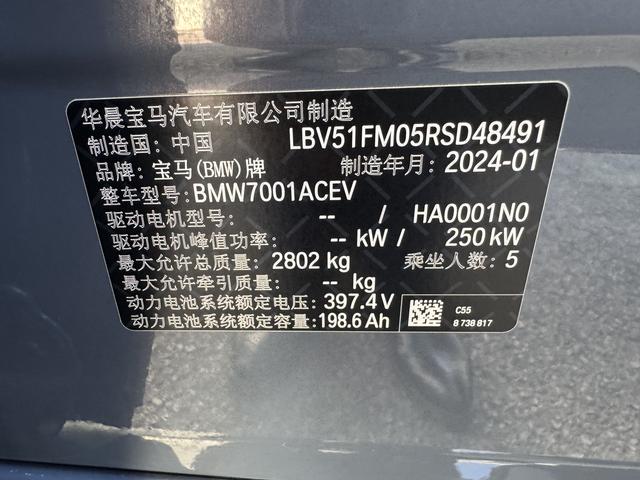 华晨宝马汽车有限公司制造
制造国: 中国 LBV51FM05RSD48491
品牌: 宝马(BMW)牌 制造年月: 2024-01
整车型号: BMW7001ACEV
驱动电机型号: -- / HA0001N0
驱动电机峰值功率: -- kW / 250 kW
最大允许总质量: 2802 kg 乘坐人数: 5
最大允许牵引质量: -- kg
动力电池系统额定电压: 397.4 V
动力电池系统额定容量: 198.6 Ah
C55
8 738 817